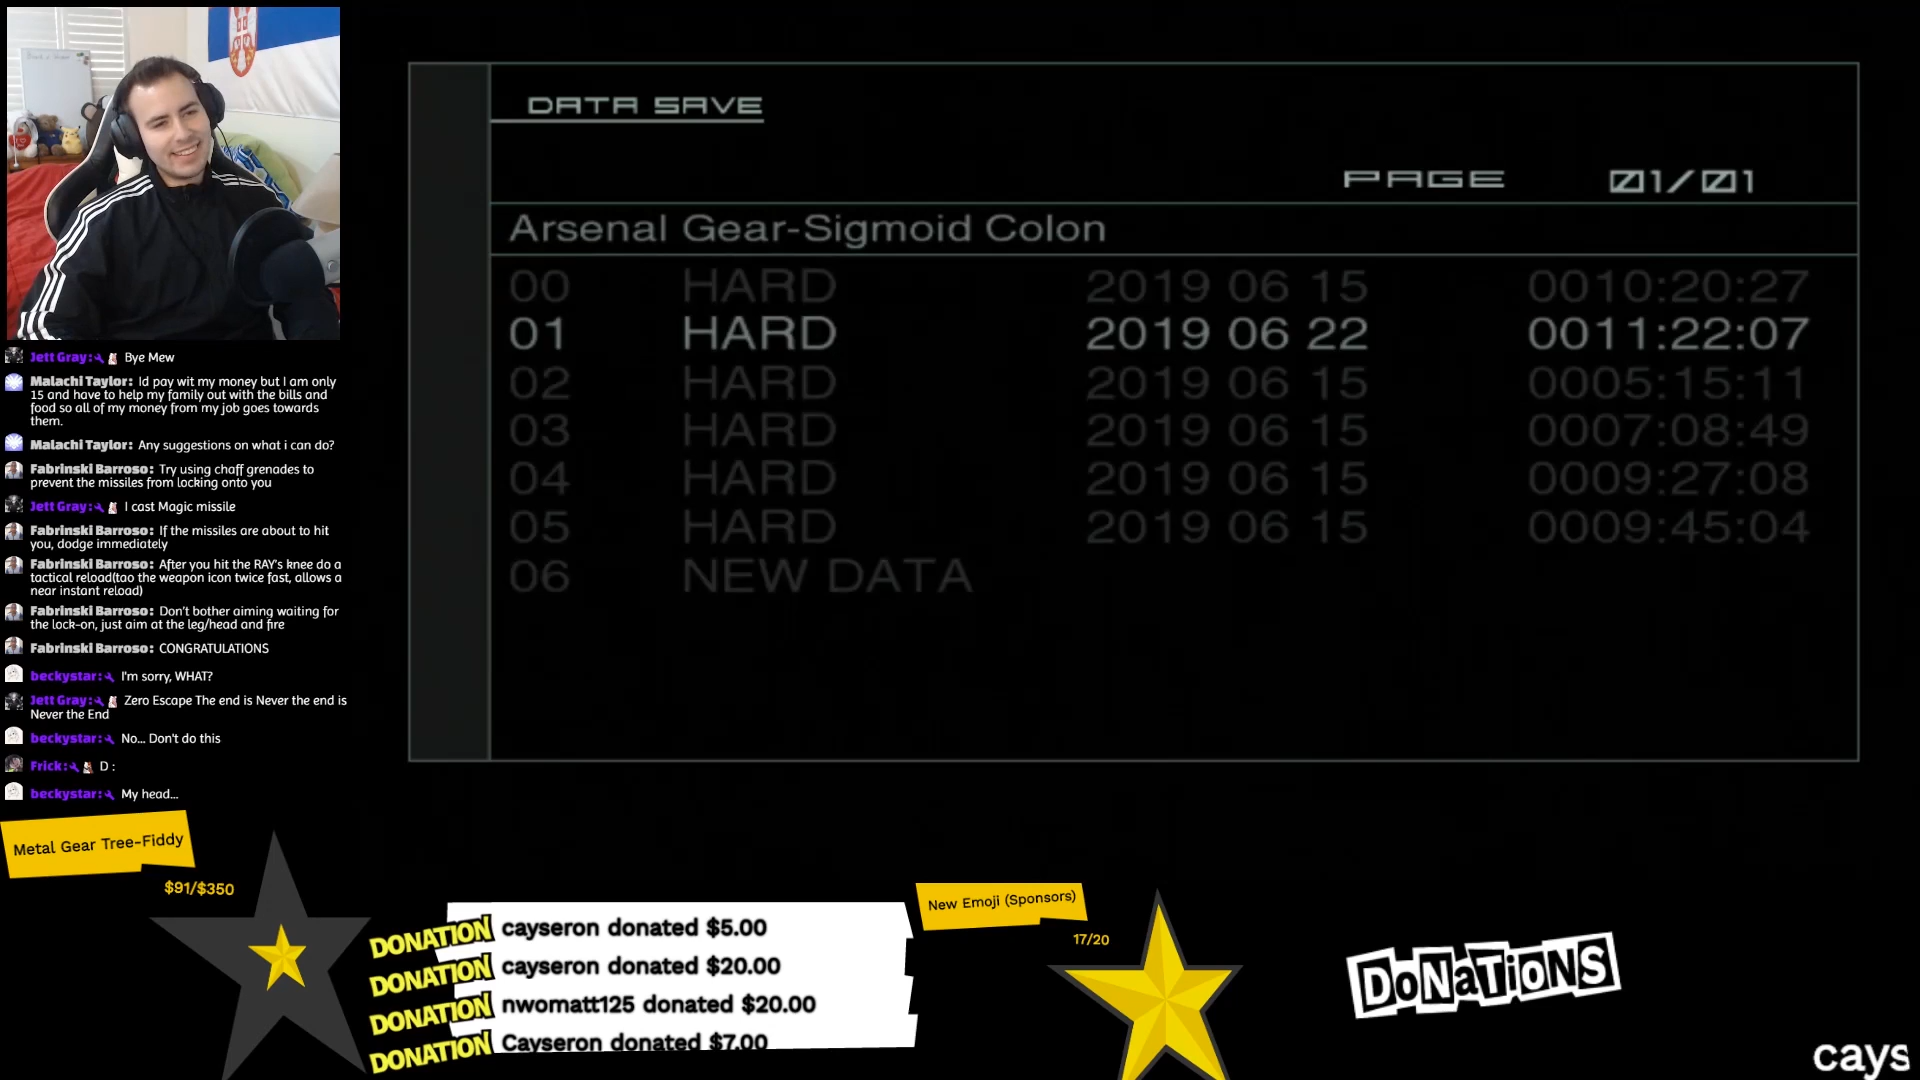 DATA SAVE
PAGE 01/01
Arsenal Gear-Sigmoid Colon
00 HARD 2019 06 15 0010:20:27
01 HARD 2019 06 22 0011:22:07
02 HARD 2019 06 15 0005:15:11
03 HARD 2019 06 15 0007:08:49
04 HARD 2019 06 15 0009:27:08
05 HARD 2019 06 15 0009:45:04
06 NEW DATA
Jett Gray: Bye Mew
Malachi Taylor: Id pay wit my money but I am only
15 and have to help my family out with the bills and
food so all of my money from my job goes towards
them.
Malachi Taylor: Any suggestions on what i can do?
Fabrinski Barroso: Try using chaff grenades to
prevent the missiles from locking onto you
Jett Gray: I cast Magic missile
Fabrinski Barroso: If the missiles are about to hit
you, dodge immediately
Fabrinski Barroso: After you hit the RAY's knee do a
tactical reload(tao the weapon icon twice fast, allows a
near instant reload)
Fabrinski Barroso: Don't bother aiming waiting for
the lock-on, just aim at the leg/head and fire
Fabrinski Barroso: CONGRATULATIONS
beckystar: I'm sorry, WHAT?
Jett Gray: Zero Escape The end is Never the end is
Never the End
beckystar: No... Don't do this
Frick: D :
beckystar: My head...
Metal Gear Tree-Fiddy
$91/$350
DONATION cayseron donated $5.00
DONATION cayseron donated $20.00
DONATION nwomatt125 donated $20.00
DONATION Cayseron donated $7.00
New Emoji (Sponsors)
17/20
DONATIONS
cays